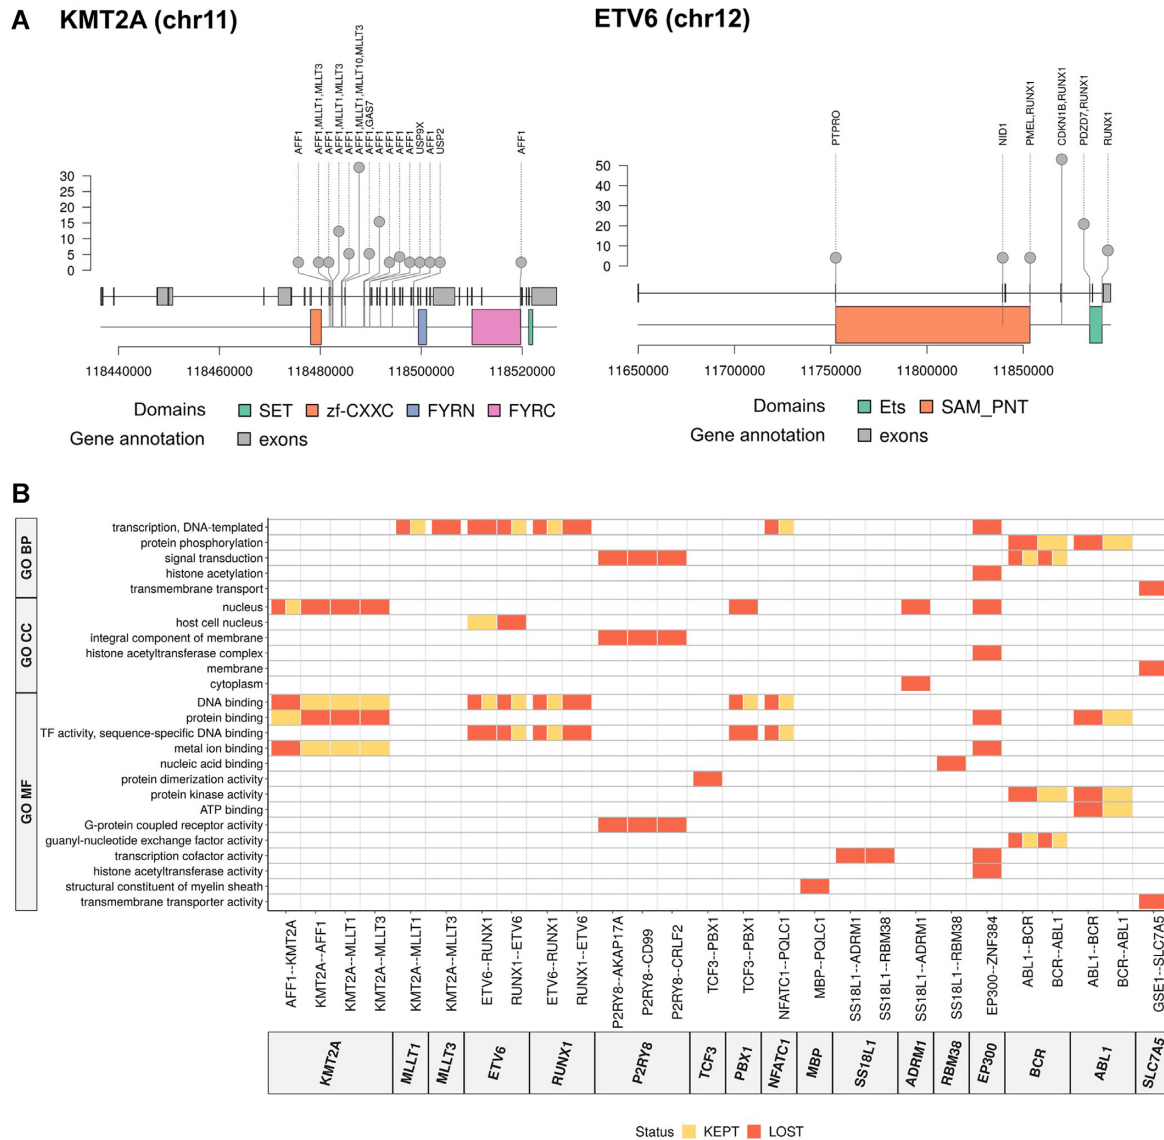 A KMT2A (chr11)
ETV6 (chr12)
AFF1
AFF1,MLLT1,MLLT3
AFF1
AFF1,MLLT1,MLLT3
AFF1
AFF1,MLLT1,MLLT10,MLLT3
AFF1,GAS7
AFF1
AFF1
AFF1
AFF1
USP9X
AFF1
USP2
AFF1
30
25
20
15
10
5
0
118440000 118460000 118480000 118500000 118520000
Domains SET zf-CXXC FYRN FYRC
Gene annotation exons
PTPRO
NID1
PMEL,RUNX1
CDKN1B,RUNX1
PDZD7,RUNX1
RUNX1
50
40
30
20
10
0
11650000 11700000 11750000 11800000 11850000
Domains Ets SAM_PNT
Gene annotation exons
B
GO BP
transcription, DNA-templated
protein phosphorylation
signal transduction
histone acetylation
transmembrane transport
GO CC
nucleus
host cell nucleus
integral component of membrane
histone acetyltransferase complex
membrane
cytoplasm
GO MF
DNA binding
protein binding
TF activity, sequence-specific DNA binding
metal ion binding
nucleic acid binding
protein dimerization activity
protein kinase activity
ATP binding
G-protein coupled receptor activity
guanyl-nucleotide exchange factor activity
transcription cofactor activity
histone acetyltransferase activity
structural constituent of myelin sheath
transmembrane transporter activity
AFF1--KMT2A
KMT2A--AFF1
KMT2A--MLLT1
KMT2A--MLLT3
KMT2A--MLLT1
KMT2A--MLLT3
ETV6--RUNX1
RUNX1--ETV6
ETV6--RUNX1
RUNX1--ETV6
P2RY8--AKAP17A
P2RY8--CD99
P2RY8--CRLF2
TCF3--PBX1
TCF3--PBX1
NFATC1--PQLC1
MBP--PQLC1
SS18L1--ADRM1
SS18L1--RBM38
SS18L1--ADRM1
SS18L1--RBM38
EP300--ZNF384
ABL1--BCR
BCR--ABL1
ABL1--BCR
BCR--ABL1
GSE1--SLC7A5
KMT2A
MLLT1
MLLT3
ETV6
RUNX1
P2RY8
TCF3
PBX1
NFATC1
MBP
SS18L1
ADRM1
RBM38
EP300
BCR
ABL1
SLC7A5
Status KEPT LOST